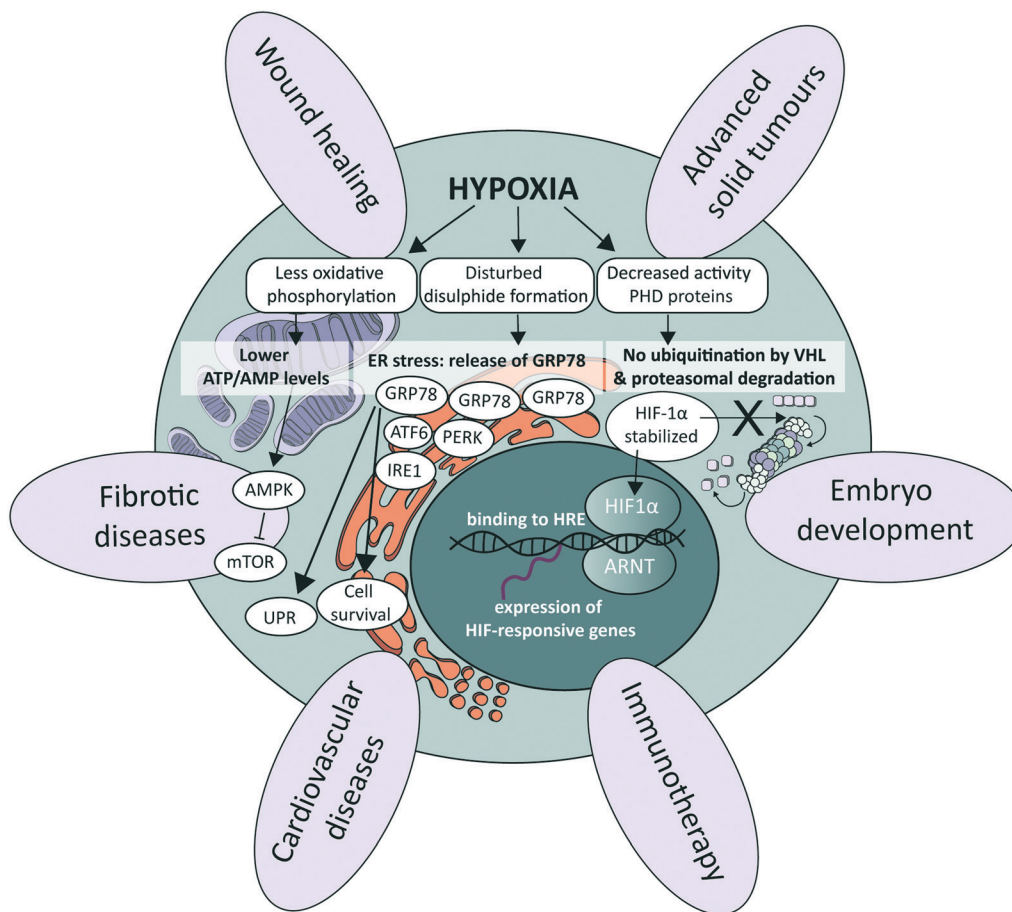 Wound healing
Advanced
solid tumours
HYPOXIA
Less oxidative
phosphorylation
Disturbed
disulphide formation
Decreased activity
PHD proteins
Lower
ATP/AMP levels
ER stress: release of GRP78
No ubiquitination by VHL
& proteasomal degradation
GRP78
GRP78
GRP78
ATF6
PERK
IRE1
HIF-1α
stabilized
X
Fibrotic
diseases
AMPK
mTOR
UPR
Cell
survival
HIF1α
binding to HRE
ARNT
expression of
HIF-responsive genes
Embryo
development
Cardiovascular
diseases
Immunotherapy